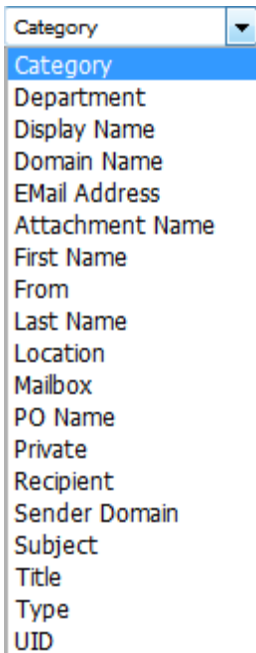 Category
Category
Department
Display Name
Domain Name
EMail Address
Attachment Name
First Name
From
Last Name
Location
Mailbox
PO Name
Private
Recipient
Sender Domain
Subject
Title
Type
UID